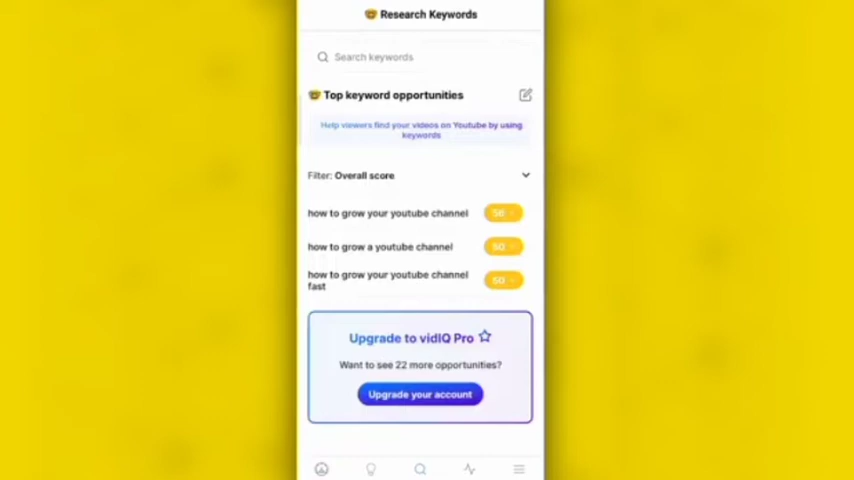 Research Keywords
Search keywords
Top keyword opportunities
Help viewers find your videos on Youtube by using
keywords
Filter: Overall score
how to grow your youtube channel
how to grow a youtube channel 50
how to grow your youtube channel
fast 50
Upgrade to vidIQ Pro
Want to see 22 more opportunities?
Upgrade your account